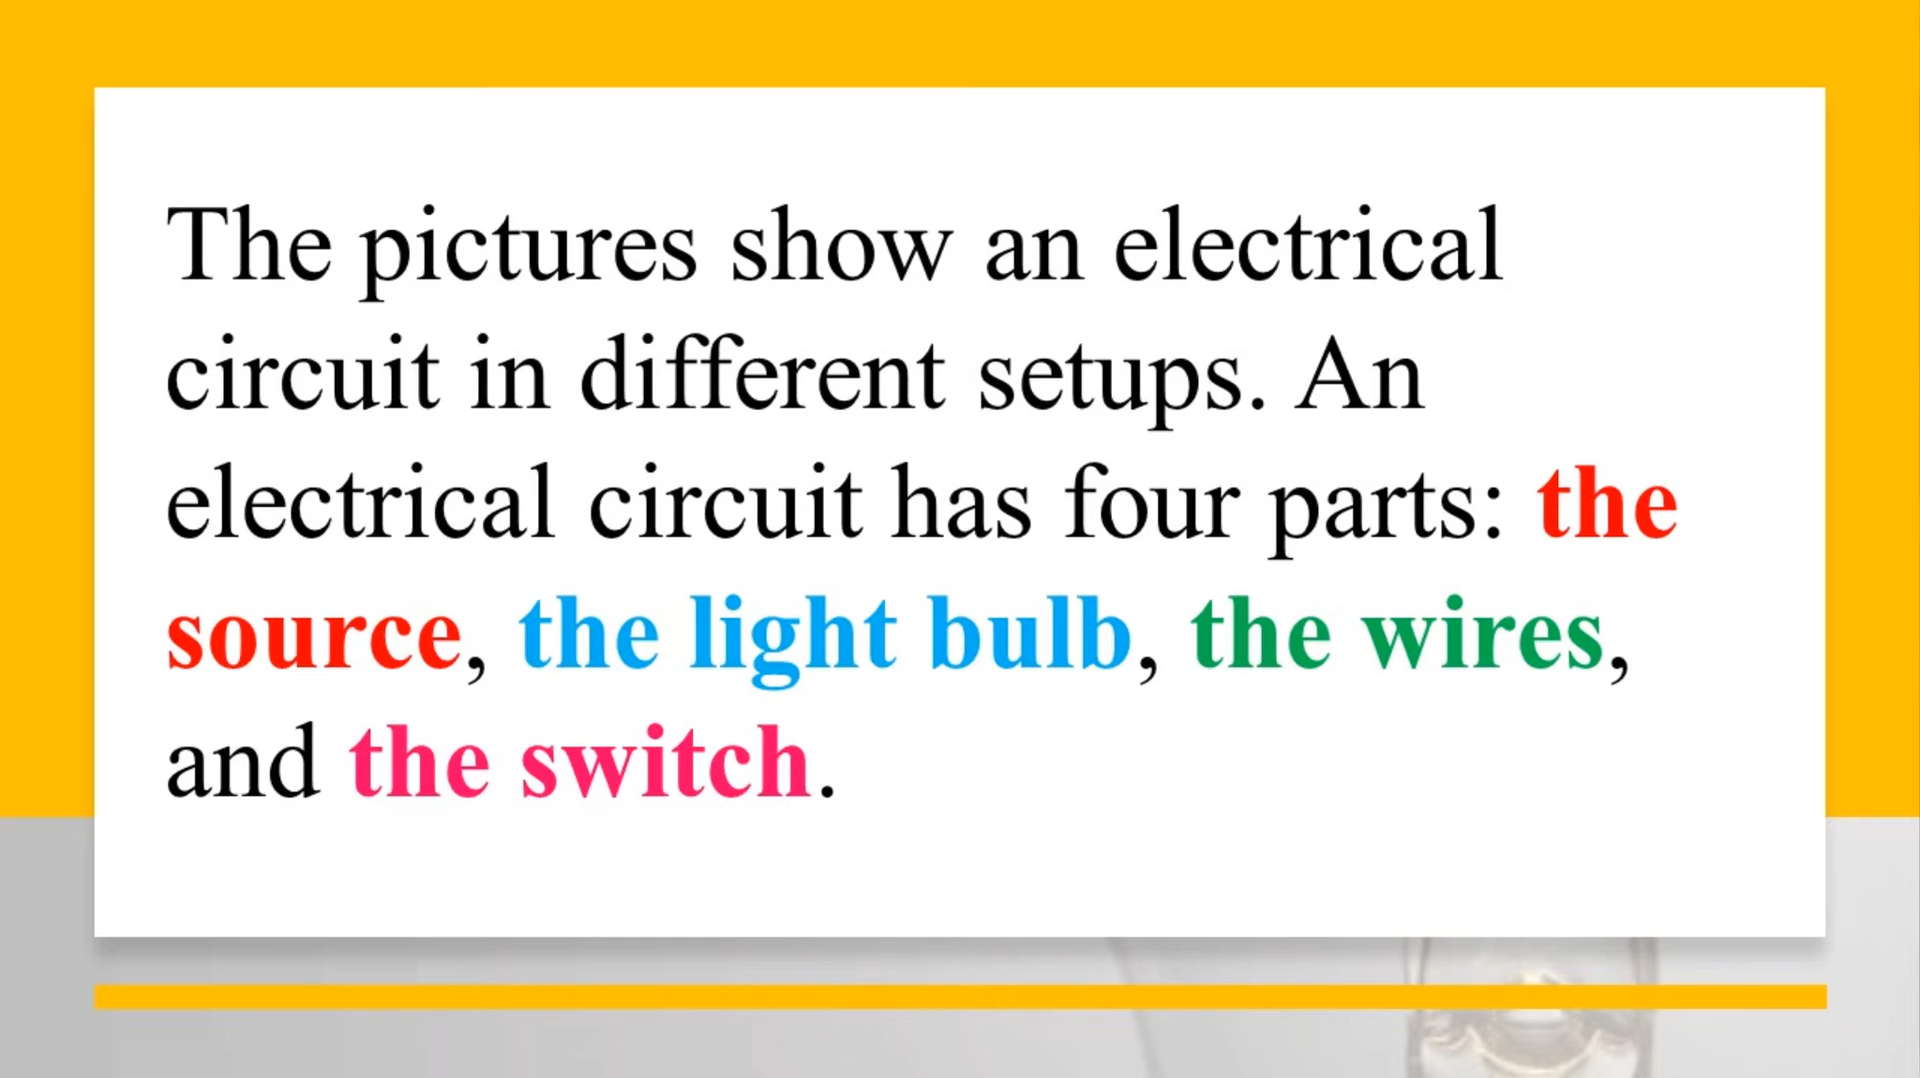 The pictures show an electrical
circuit in different setups. An
electrical circuit has four parts: the
source, the light bulb, the wires,
and the switch.